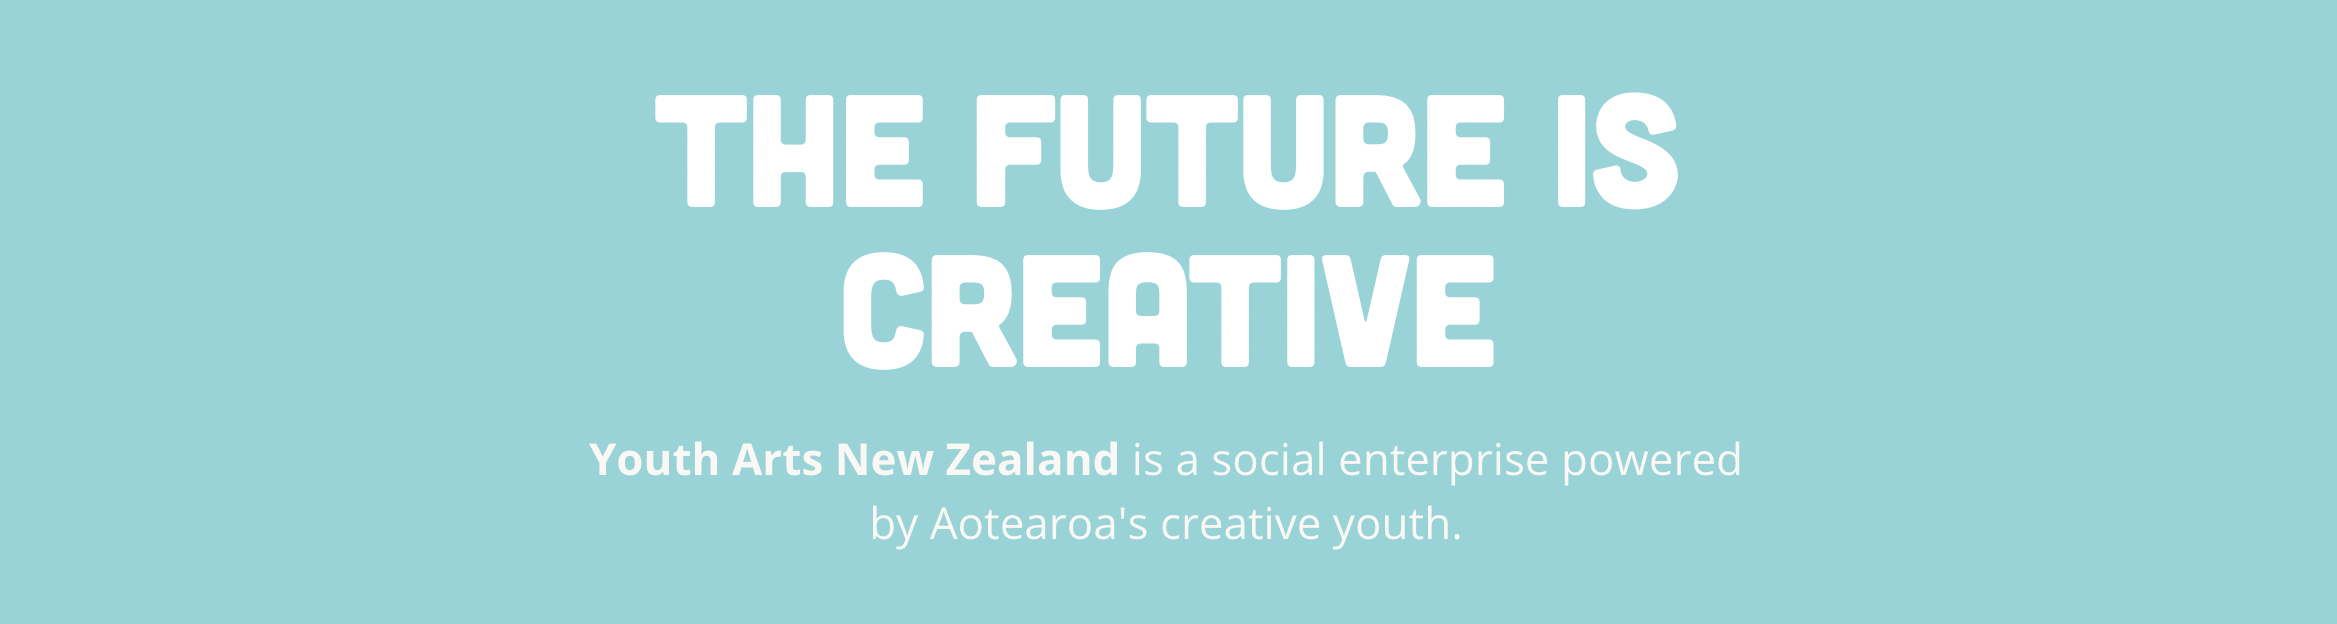 THE FUTURE IS
CREATIVE
Youth Arts New Zealand is a social enterprise powered
by Aotearoa's creative youth.